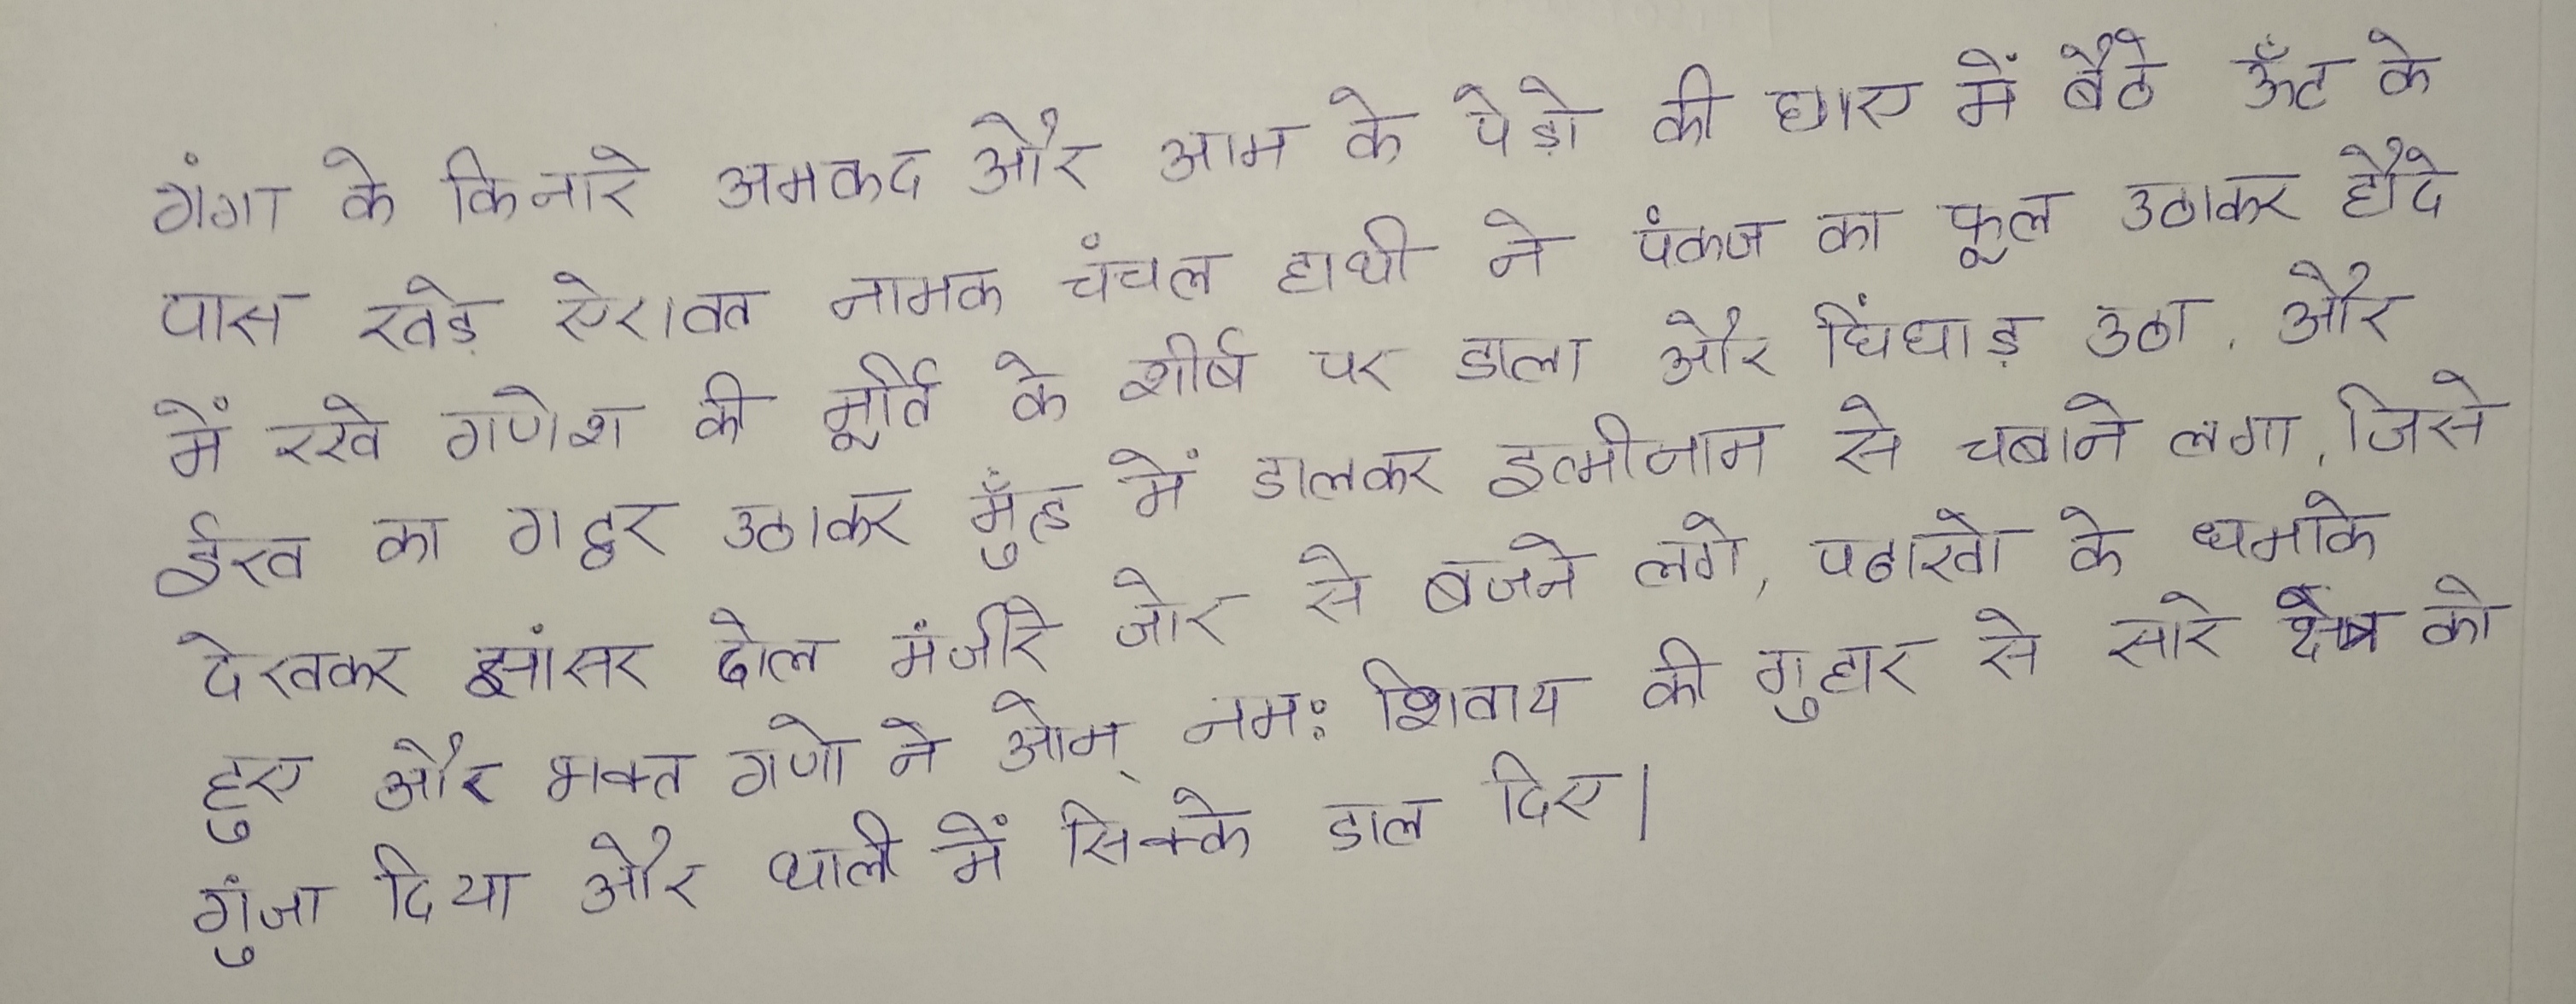 गंगा के किनारे अमरूद और आम के पेड़ो की छाए में बैठे ऊँट के
पास खड़े ऐरावत नामक चंचल हाथी ने पंकज का फूल उठाकर हौदे
में रखे गणेश की मूर्ति के शीर्ष पर डाला और चिंघाड़ उठा, और
ईख का गट्ठर उठाकर मुँह में डालकर इत्मीनाम से चबाने लगा, जिसे
देखकर झांसर ढोल मंजीरे जोर से बजने लगे, पटाखो के धमाके
हुए और भक्त गणो ने ओम् नमः शिवाय की गुहार से सारे क्षेत्र को
गुंजा दिया और थाली में सिक्के डाल दिए|